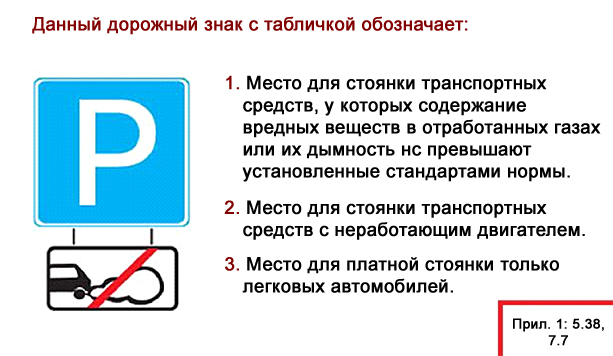 Данный дорожный знак с табличкой обозначает:
P
1. Место для стоянки транспортных
средств, у которых содержание
вредных веществ в отработанных газах
или их дымность нс превышают
установленные стандартами нормы.
2. Место для стоянки транспортных
средств с неработающим двигателем.
3. Место для платной стоянки только
легковых автомобилей.
Прил. 1: 5.38,
7.7